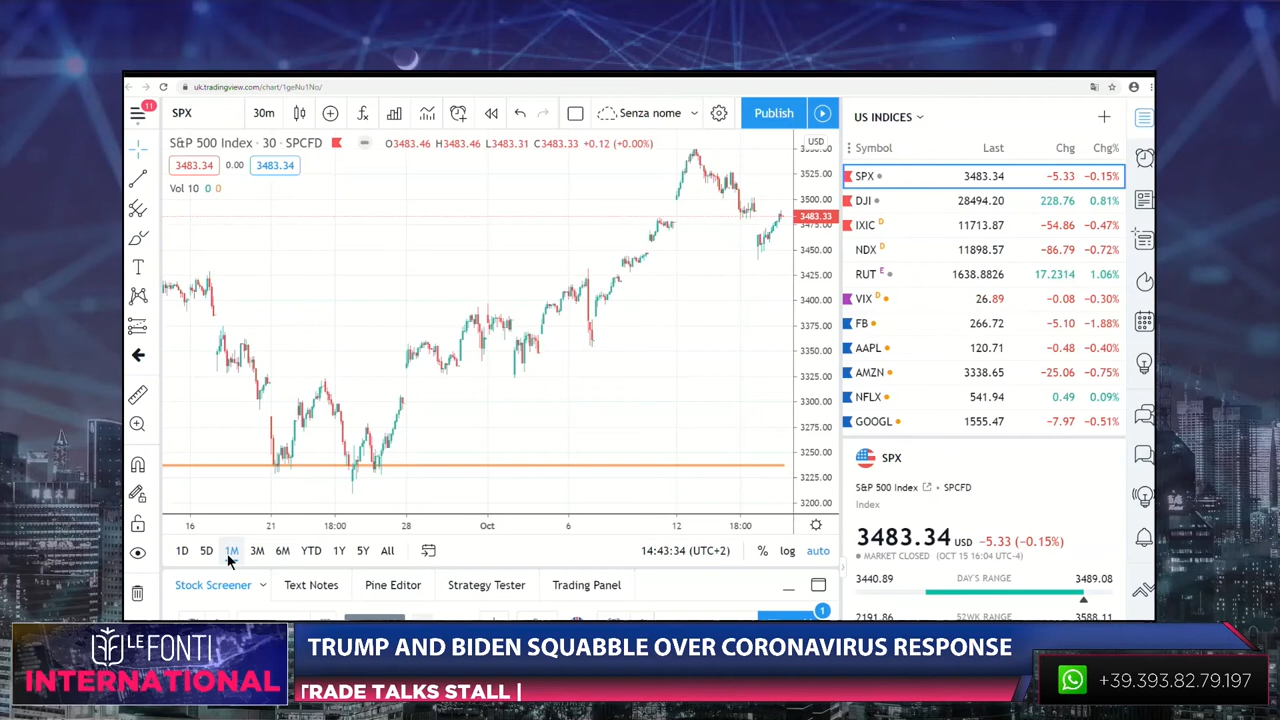 uk.tradingview.com/chart/1geNu1No/
11
SPX
30m
Senza nome
Publish
S&P 500 Index · 30 · SPCFD
O3483.46 H3483.46 L3483.31 C3483.33 +0.12 (+0.00%)
3483.34 0.00 3483.34
Vol 10 0 0
USD
3550.00
3525.00
3500.00
3483.33
3475.00
3450.00
3425.00
3400.00
3375.00
3350.00
3325.00
3300.00
3275.00
3250.00
3225.00
3200.00
16 21 18:00 28 Oct 6 12 18:00
1D 5D 1M 3M 6M YTD 1Y 5Y All
14:43:34 (UTC+2) % log auto
Stock Screener Text Notes Pine Editor Strategy Tester Trading Panel
1
US INDICES
Symbol Last Chg Chg%
SPX 3483.34 −5.33 −0.15%
DJI 28494.20 228.76 0.81%
IXIC D 11713.87 −54.86 −0.47%
NDX D 11898.57 −86.79 −0.72%
RUT E 1638.8826 17.2314 1.06%
VIX D 26.89 −0.08 −0.30%
FB 266.72 −5.10 −1.88%
AAPL 120.71 −0.48 −0.40%
AMZN 3338.65 −25.06 −0.75%
NFLX 541.94 0.49 0.09%
GOOGL 1555.47 −7.97 −0.51%
SPX
S&P 500 Index • SPCFD
Index
3483.34 USD −5.33 (−0.15%)
MARKET CLOSED (OCT 15 16:04 UTC-4)
3440.89 DAY'S RANGE 3489.08
2191.86 52WK RANGE 3588.11
LE FONTI
INTERNATIONAL
TRUMP AND BIDEN SQUABBLE OVER CORONAVIRUS RESPONSE
TRADE TALKS STALL |
+39.393.82.79.197